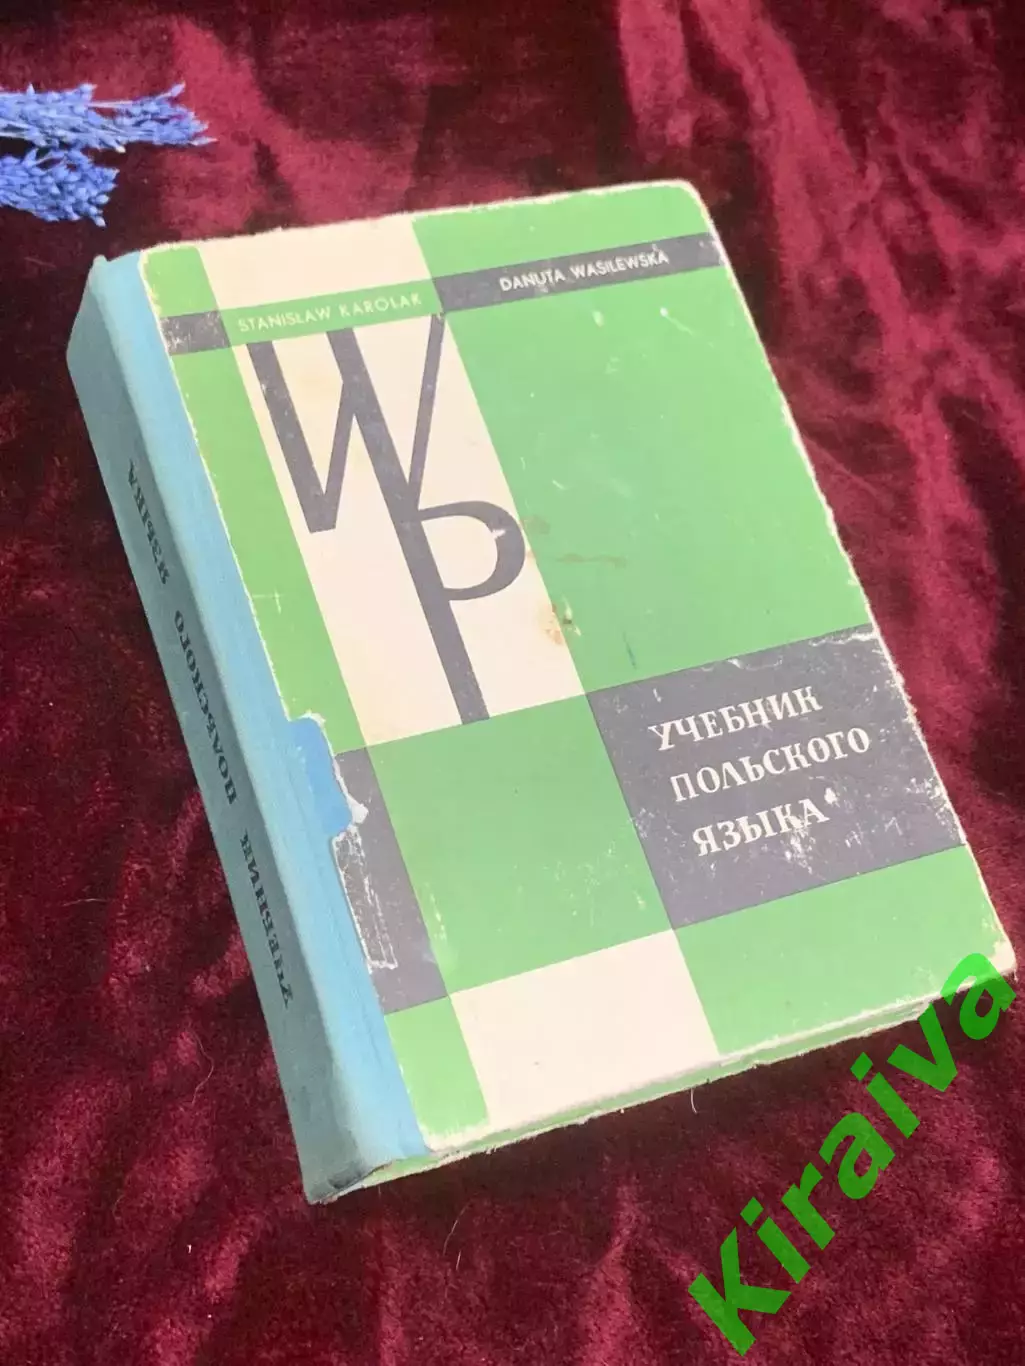 STANISŁAW KAROLAK
DANUTA WASILEWSKA
WP
УЧЕБНИК
ПОЛЬСКОГО
ЯЗЫКА
УЧЕБНИК ПОЛЬСКОГО ЯЗЫКА
Kiraiva